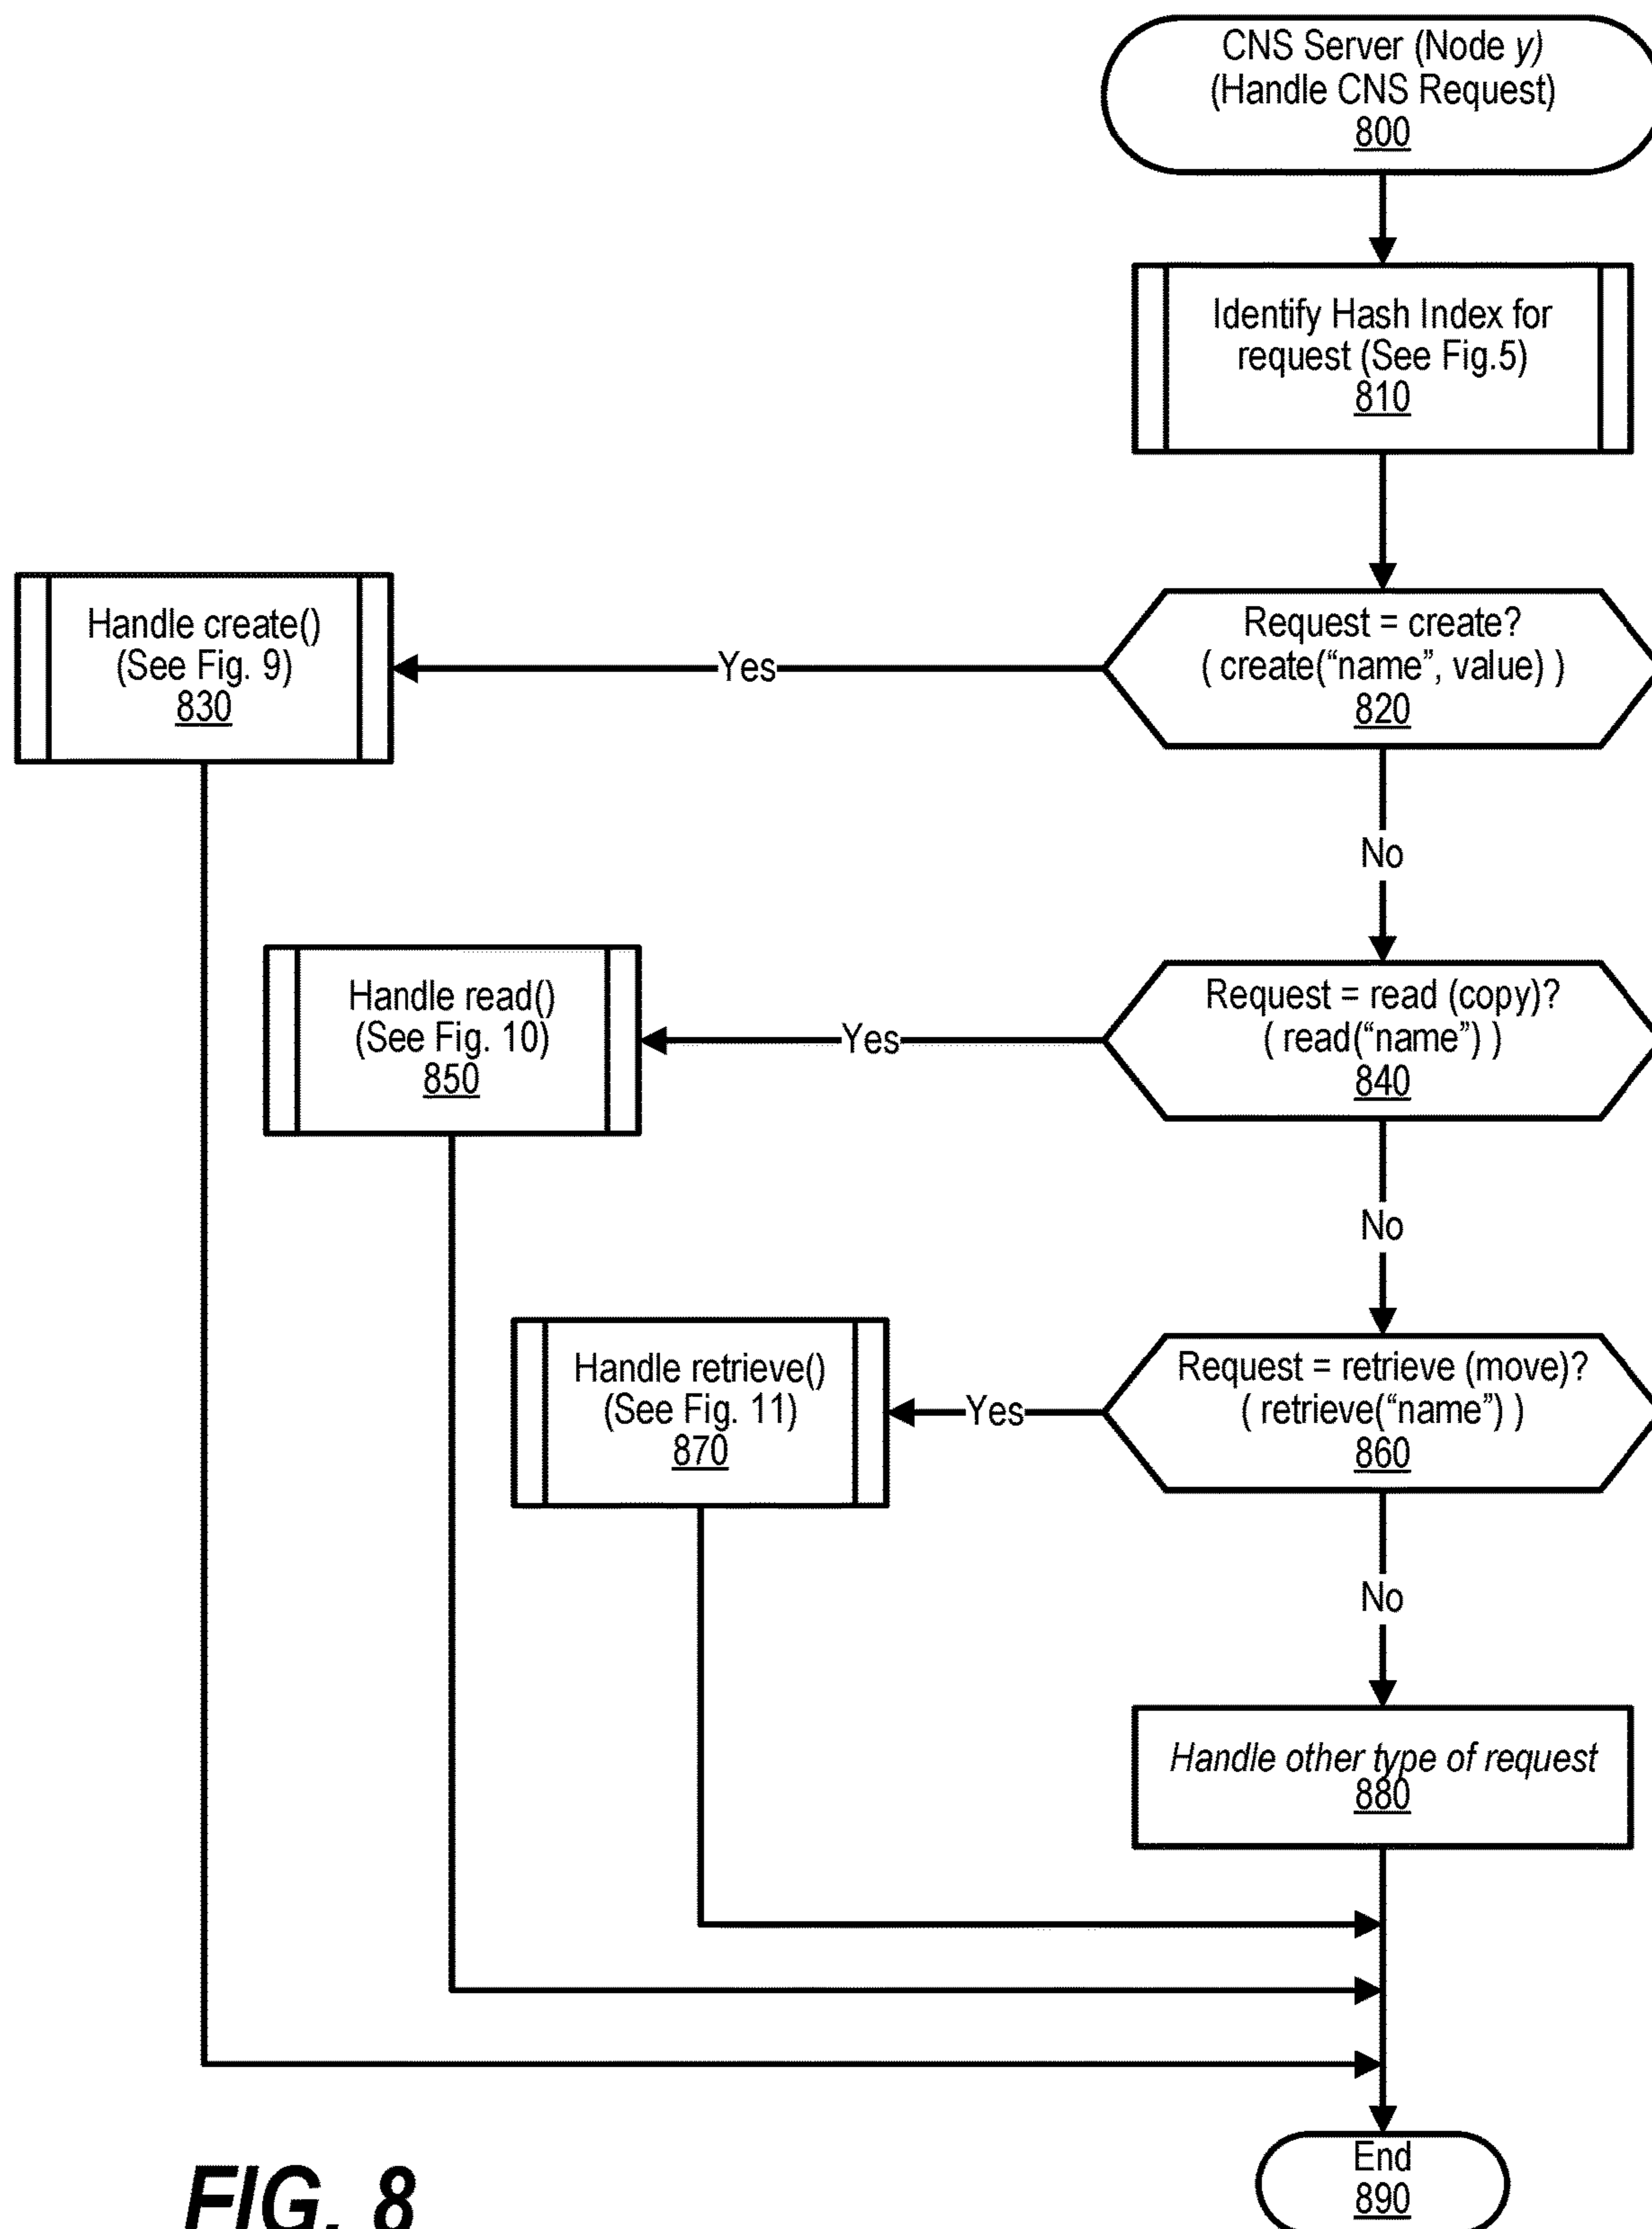 CNS Server (Node y)
(Handle CNS Request)
800
Identify Hash Index for
request (See Fig.5)
810
Handle create()
(See Fig. 9)
830
Yes
Request = create?
( create(“name”, value) )
820
No
Handle read()
(See Fig. 10)
850
Yes
Request = read (copy)?
( read(“name”) )
840
No
Handle retrieve()
(See Fig. 11)
870
Yes
Request = retrieve (move)?
( retrieve(“name”) )
860
No
Handle other type of request
880
End
890
FIG. 8